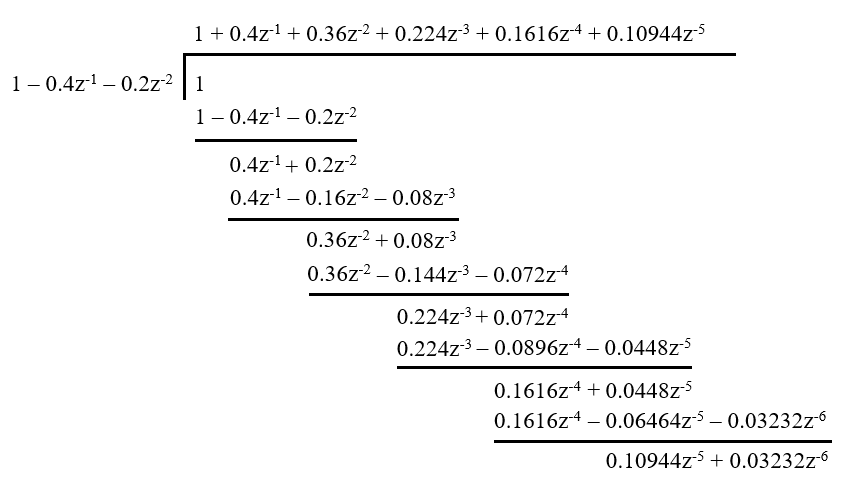 1 + 0.4z⁻¹ + 0.36z⁻² + 0.224z⁻³ + 0.1616z⁻⁴ + 0.10944z⁻⁵
1 – 0.4z⁻¹ – 0.2z⁻² 1
1 – 0.4z⁻¹ – 0.2z⁻²
0.4z⁻¹ + 0.2z⁻²
0.4z⁻¹ – 0.16z⁻² – 0.08z⁻³
0.36z⁻² + 0.08z⁻³
0.36z⁻² – 0.144z⁻³ – 0.072z⁻⁴
0.224z⁻³ + 0.072z⁻⁴
0.224z⁻³ – 0.0896z⁻⁴ – 0.0448z⁻⁵
0.1616z⁻⁴ + 0.0448z⁻⁵
0.1616z⁻⁴ – 0.06464z⁻⁵ – 0.03232z⁻⁶
0.10944z⁻⁵ + 0.03232z⁻⁶